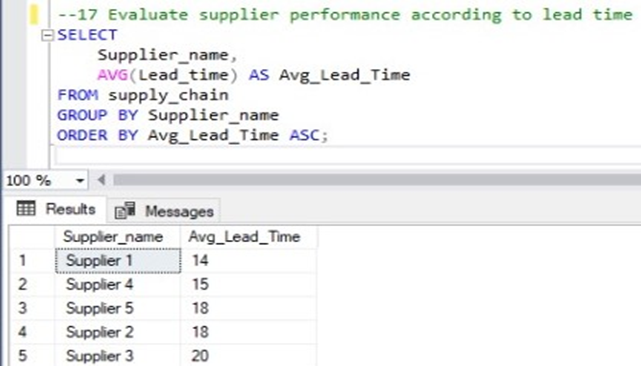 --17 Evaluate supplier performance according to lead time
SELECT
Supplier_name,
AVG(Lead_time) AS Avg_Lead_Time
FROM supply_chain
GROUP BY Supplier_name
ORDER BY Avg_Lead_Time ASC;
100 %
Results Messages
Supplier_name Avg_Lead_Time
1 Supplier 1 14
2 Supplier 4 15
3 Supplier 5 18
4 Supplier 2 18
5 Supplier 3 20